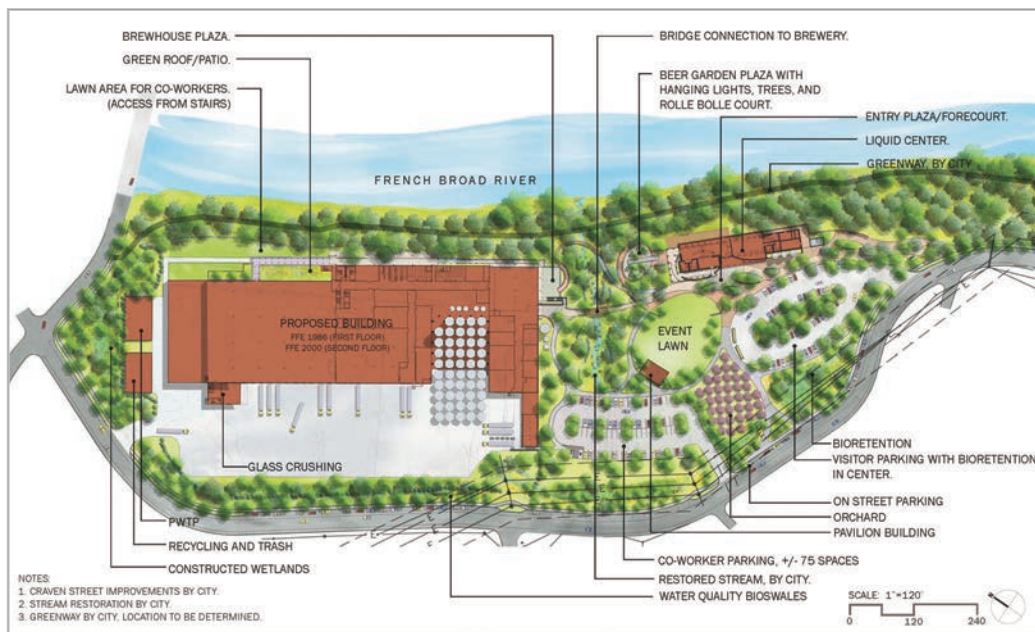 BREWHOUSE PLAZA.
GREEN ROOF/PATIO.
LAWN AREA FOR CO-WORKERS.
(ACCESS FROM STAIRS)
BRIDGE CONNECTION TO BREWERY.
BEER GARDEN PLAZA WITH
HANGING LIGHTS, TREES, AND
ROLLE BOLLE COURT.
ENTRY PLAZA/FORECOURT.
LIQUID CENTER.
GREENWAY, BY CITY
FRENCH BROAD RIVER
PROPOSED BUILDING
FFE 1986 (FIRST FLOOR)
FFE 2000 (SECOND FLOOR)
EVENT
LAWN
GLASS CRUSHING
PWTP
RECYCLING AND TRASH
CONSTRUCTED WETLANDS
BIORETENTION
VISITOR PARKING WITH BIORETENTION
IN CENTER.
ON STREET PARKING
ORCHARD
PAVILION BUILDING
CO-WORKER PARKING, +/- 75 SPACES
RESTORED STREAM, BY CITY.
WATER QUALITY BIOSWALES
NOTES:
1. CRAVEN STREET IMPROVEMENTS BY CITY.
2. STREAM RESTORATION BY CITY.
3. GREENWAY BY CITY, LOCATION TO BE DETERMINED.
SCALE: 1"=120'
0 120 240